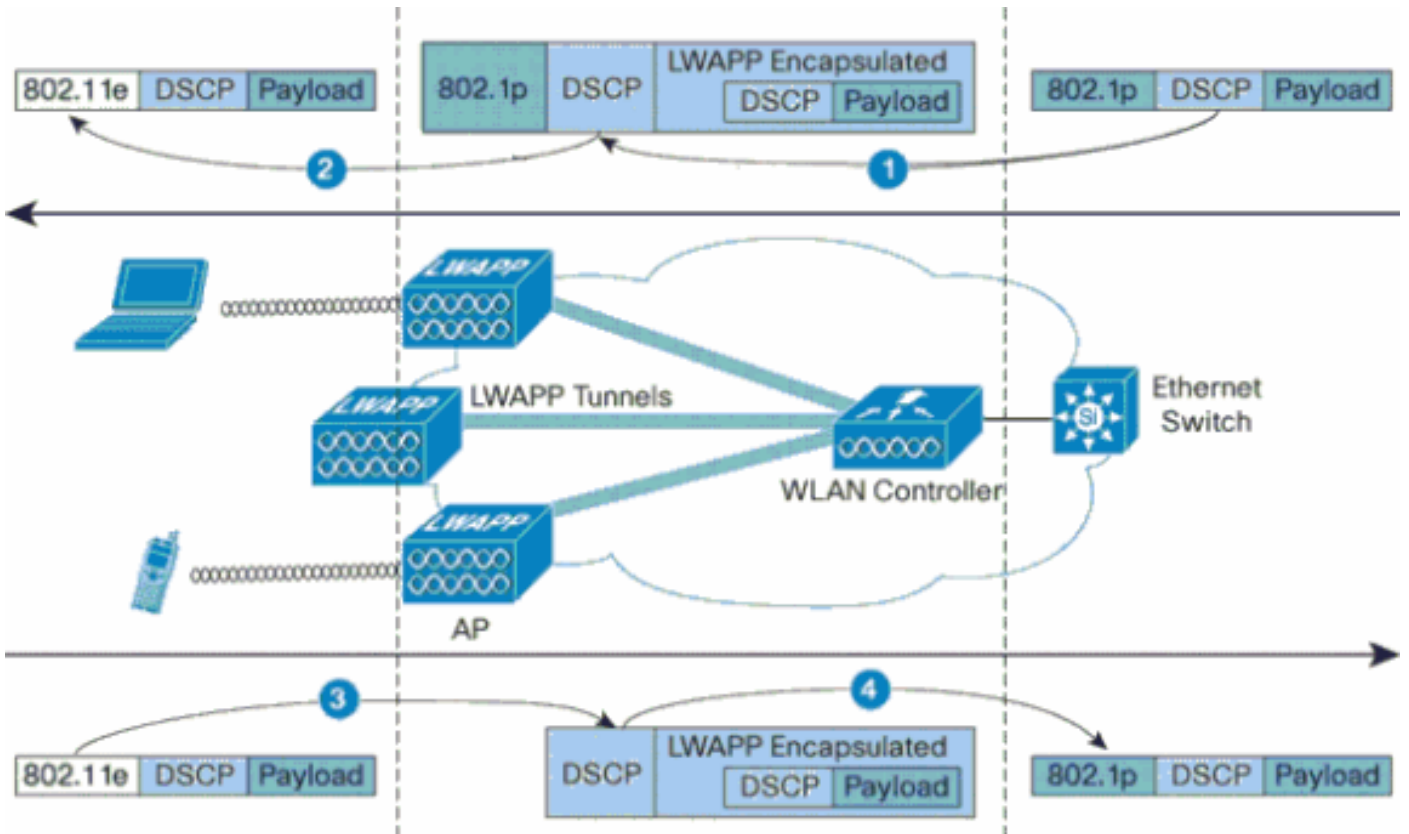 802.11e DSCP Payload
802.1p DSCP LWAPP Encapsulated
DSCP Payload
802.1p DSCP Payload
2
1
LWAPP
LWAPP
LWAPP
LWAPP Tunnels
WLAN Controller
SI
Ethernet
Switch
AP
3
4
802.11e DSCP Payload
DSCP LWAPP Encapsulated
DSCP Payload
802.1p DSCP Payload